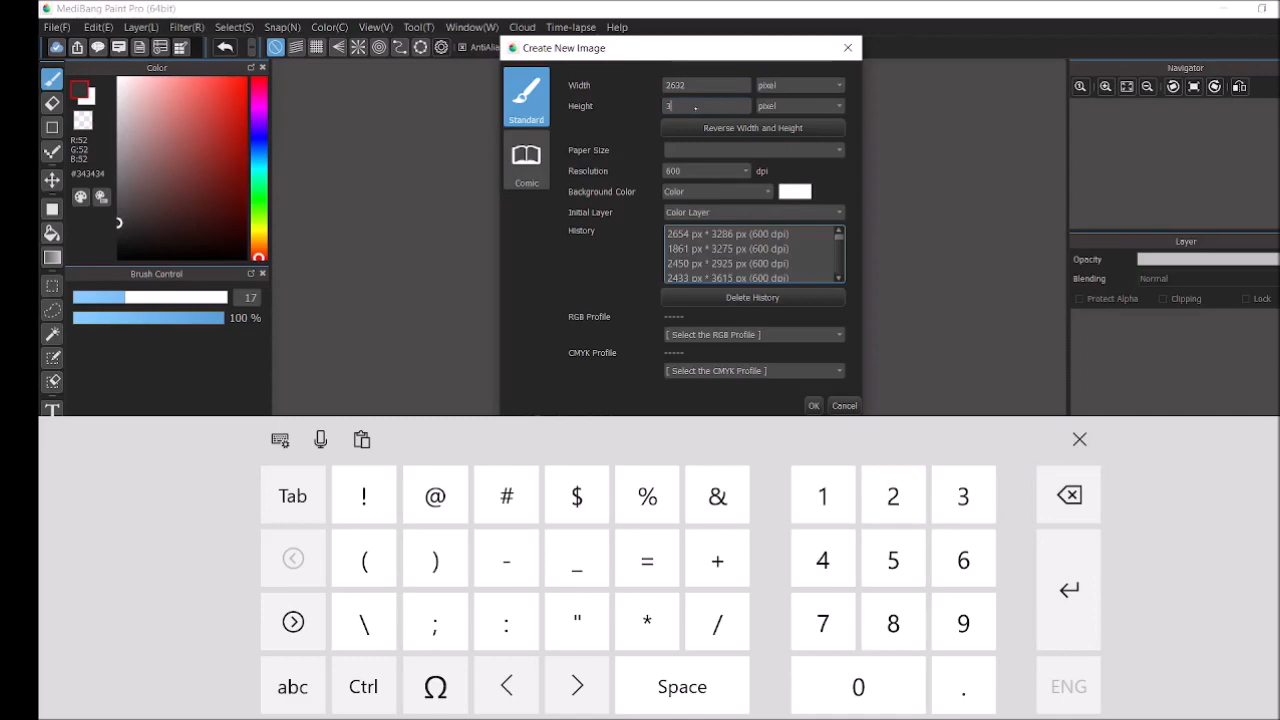 MediBang Paint Pro (64bit)
File(F) Edit(E) Layer(L) Filter(R) Select(S) Snap(N) Color(C) View(V) Tool(T) Window(W) Cloud Time-lapse Help
AntiAlia
Color
R:52
G:52
B:52
#343434
Brush Control
17
100 %
T
Create New Image
Standard
Comic
Width 2632 pixel
Height 3 pixel
Reverse Width and Height
Paper Size
Resolution 600 dpi
Background Color Color
Initial Layer Color Layer
History 2654 px * 3286 px (600 dpi)
1861 px * 3275 px (600 dpi)
2450 px * 2925 px (600 dpi)
2433 px * 3615 px (600 dpi)
Delete History
RGB Profile -----
[ Select the RGB Profile ]
CMYK Profile -----
[ Select the CMYK Profile ]
OK Cancel
Navigator
Layer
Opacity
Blending Normal
Protect Alpha Clipping Lock
Tab ! @ # $ % & 1 2 3
( ) - _ = + 4 5 6
\ ; : " * / 7 8 9
abc Ctrl Ω < > Space 0 . ENG